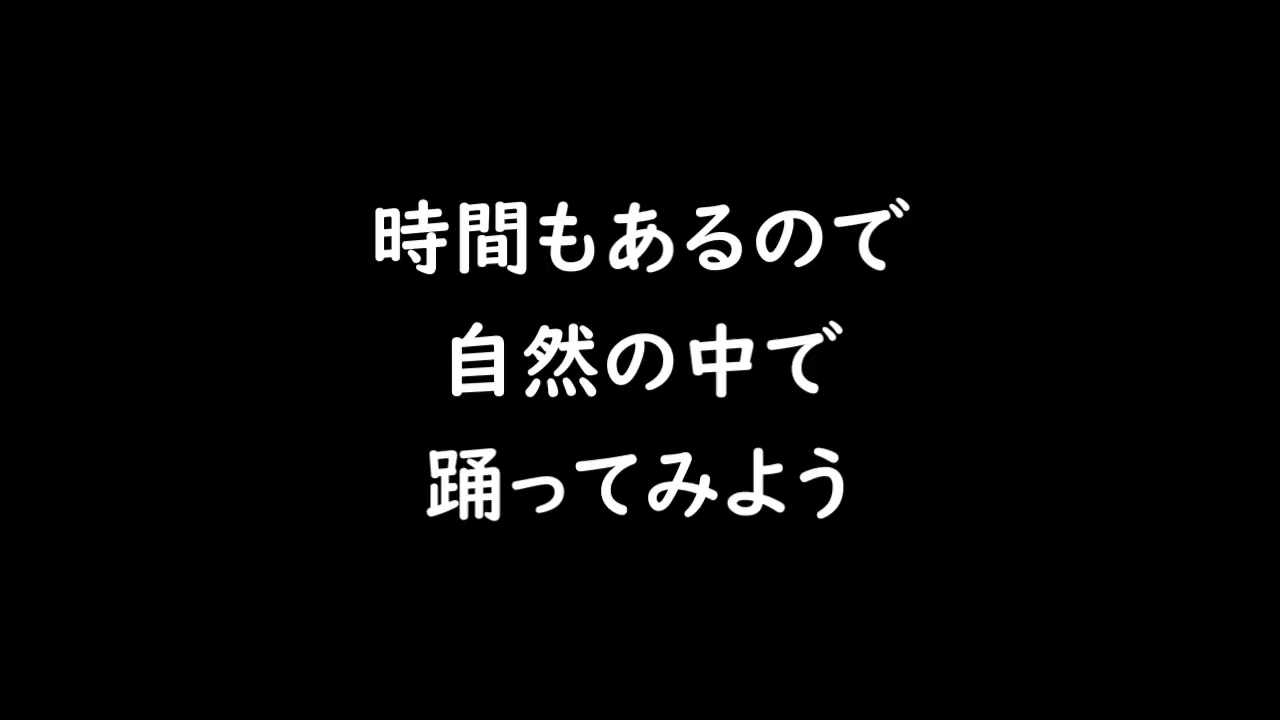 時間もあるので
自然の中で
踊ってみよう